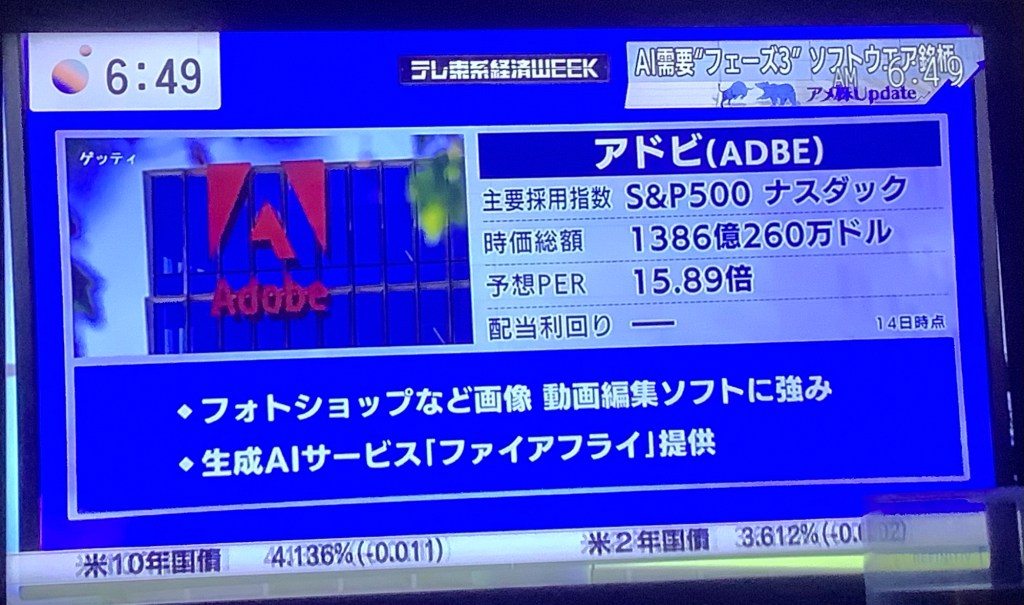 6:49
テレ東系経済WEEK
AI需要"フェーズ3" ソフトウエア銘柄
AM 6:49
アメ株Update
ゲッティ
Adobe
アドビ(ADBE)
主要採用指数 S&P500 ナスダック
時価総額 1386億260万ドル
予想PER 15.89倍
配当利回り ―
14日時点
◆フォトショップなど画像 動画編集ソフトに強み
◆生成AIサービス「ファイアフライ」提供
米10年国債 4.136%(-0.011) 米2年国債 3.612%(-0.0